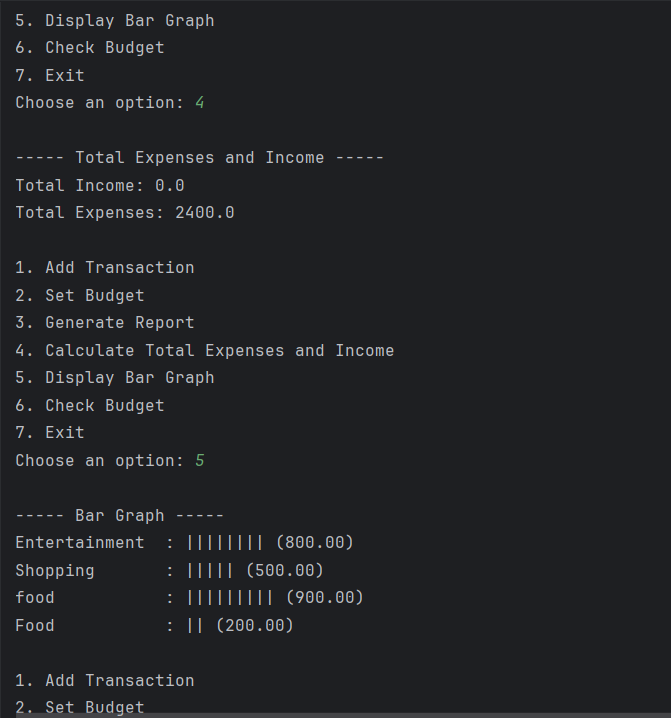 5. Display Bar Graph
6. Check Budget
7. Exit
Choose an option: 4
----- Total Expenses and Income -----
Total Income: 0.0
Total Expenses: 2400.0
1. Add Transaction
2. Set Budget
3. Generate Report
4. Calculate Total Expenses and Income
5. Display Bar Graph
6. Check Budget
7. Exit
Choose an option: 5
----- Bar Graph -----
Entertainment  : |||||||| (800.00)
Shopping       : ||||| (500.00)
food           : ||||||||| (900.00)
Food           : || (200.00)
1. Add Transaction
2. Set Budget